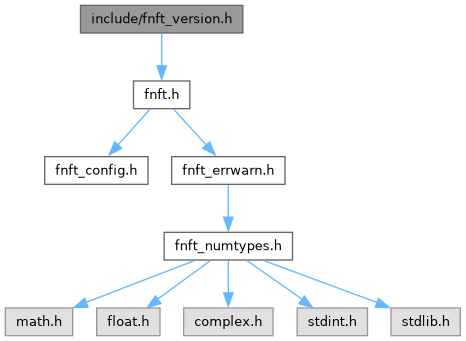 include/fnft_version.h
fnft.h
fnft_config.h
fnft_errwarn.h
fnft_numtypes.h
math.h
float.h
complex.h
stdint.h
stdlib.h